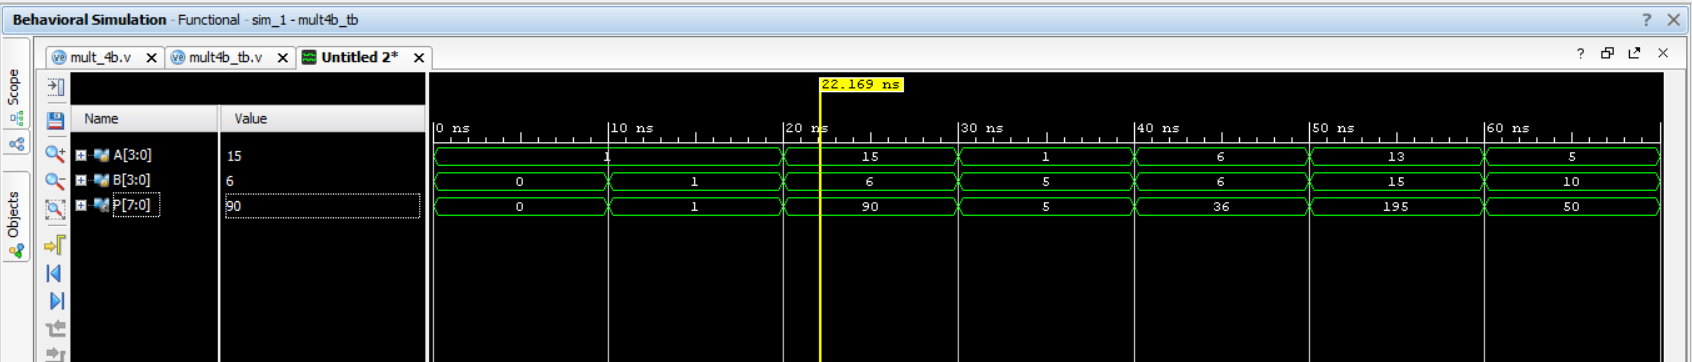 Behavioral Simulation - Functional - sim_1 - mult4b_tb
mult_4b.v mult4b_tb.v Untitled 2*
Scope
Objects
22.169 ns
Name Value
0 ns 10 ns 20 ns 30 ns 40 ns 50 ns 60 ns
A[3:0] 15 1 15 1 6 13 5
B[3:0] 6 0 1 6 5 6 15 10
P[7:0] 90 0 1 90 5 36 195 50